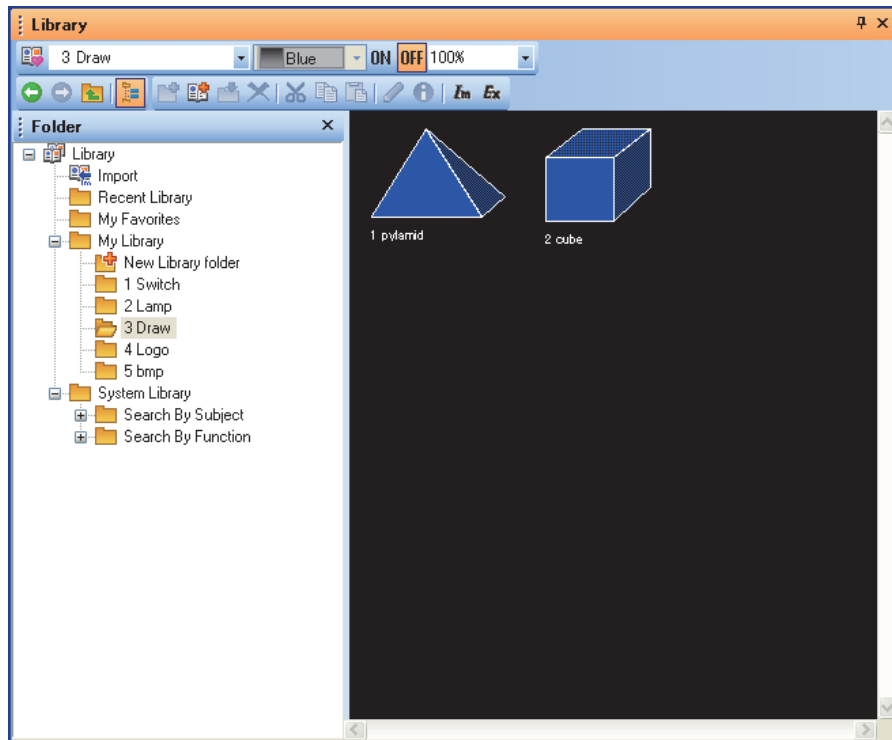 Library
3 Draw
Blue
ON
OFF
100%
Im
Ex
Folder
Library
Import
Recent Library
My Favorites
My Library
New Library folder
1 Switch
2 Lamp
3 Draw
4 Logo
5 bmp
System Library
Search By Subject
Search By Function
1 pylamid
2 cube